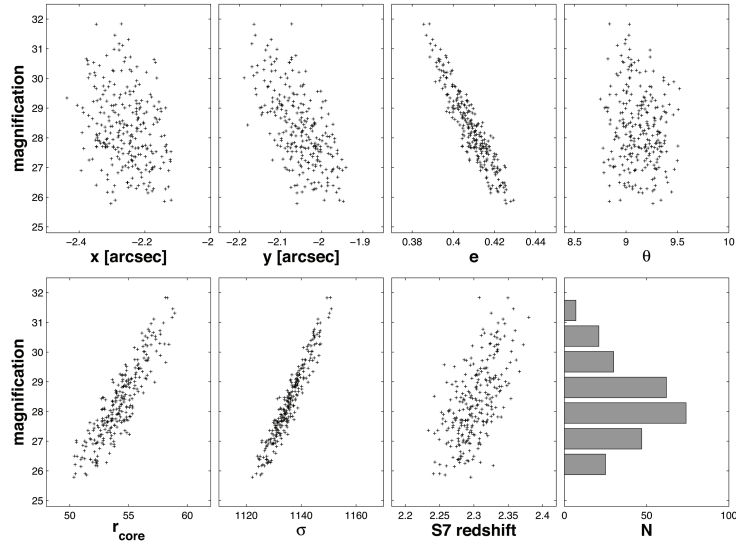 32
31
30
29
28
27
26
25
magnification
−2.4 −2.2 −2
x [arcsec]
−2.2 −2.1 −2 −1.9
y [arcsec]
0.38 0.4 0.42 0.44
e
8.5 9 9.5 10
θ
32
31
30
29
28
27
26
25
magnification
50 55 60
r_core
1120 1140 1160
σ
2.2 2.25 2.3 2.35 2.4
S7 redshift
0 50 100
N